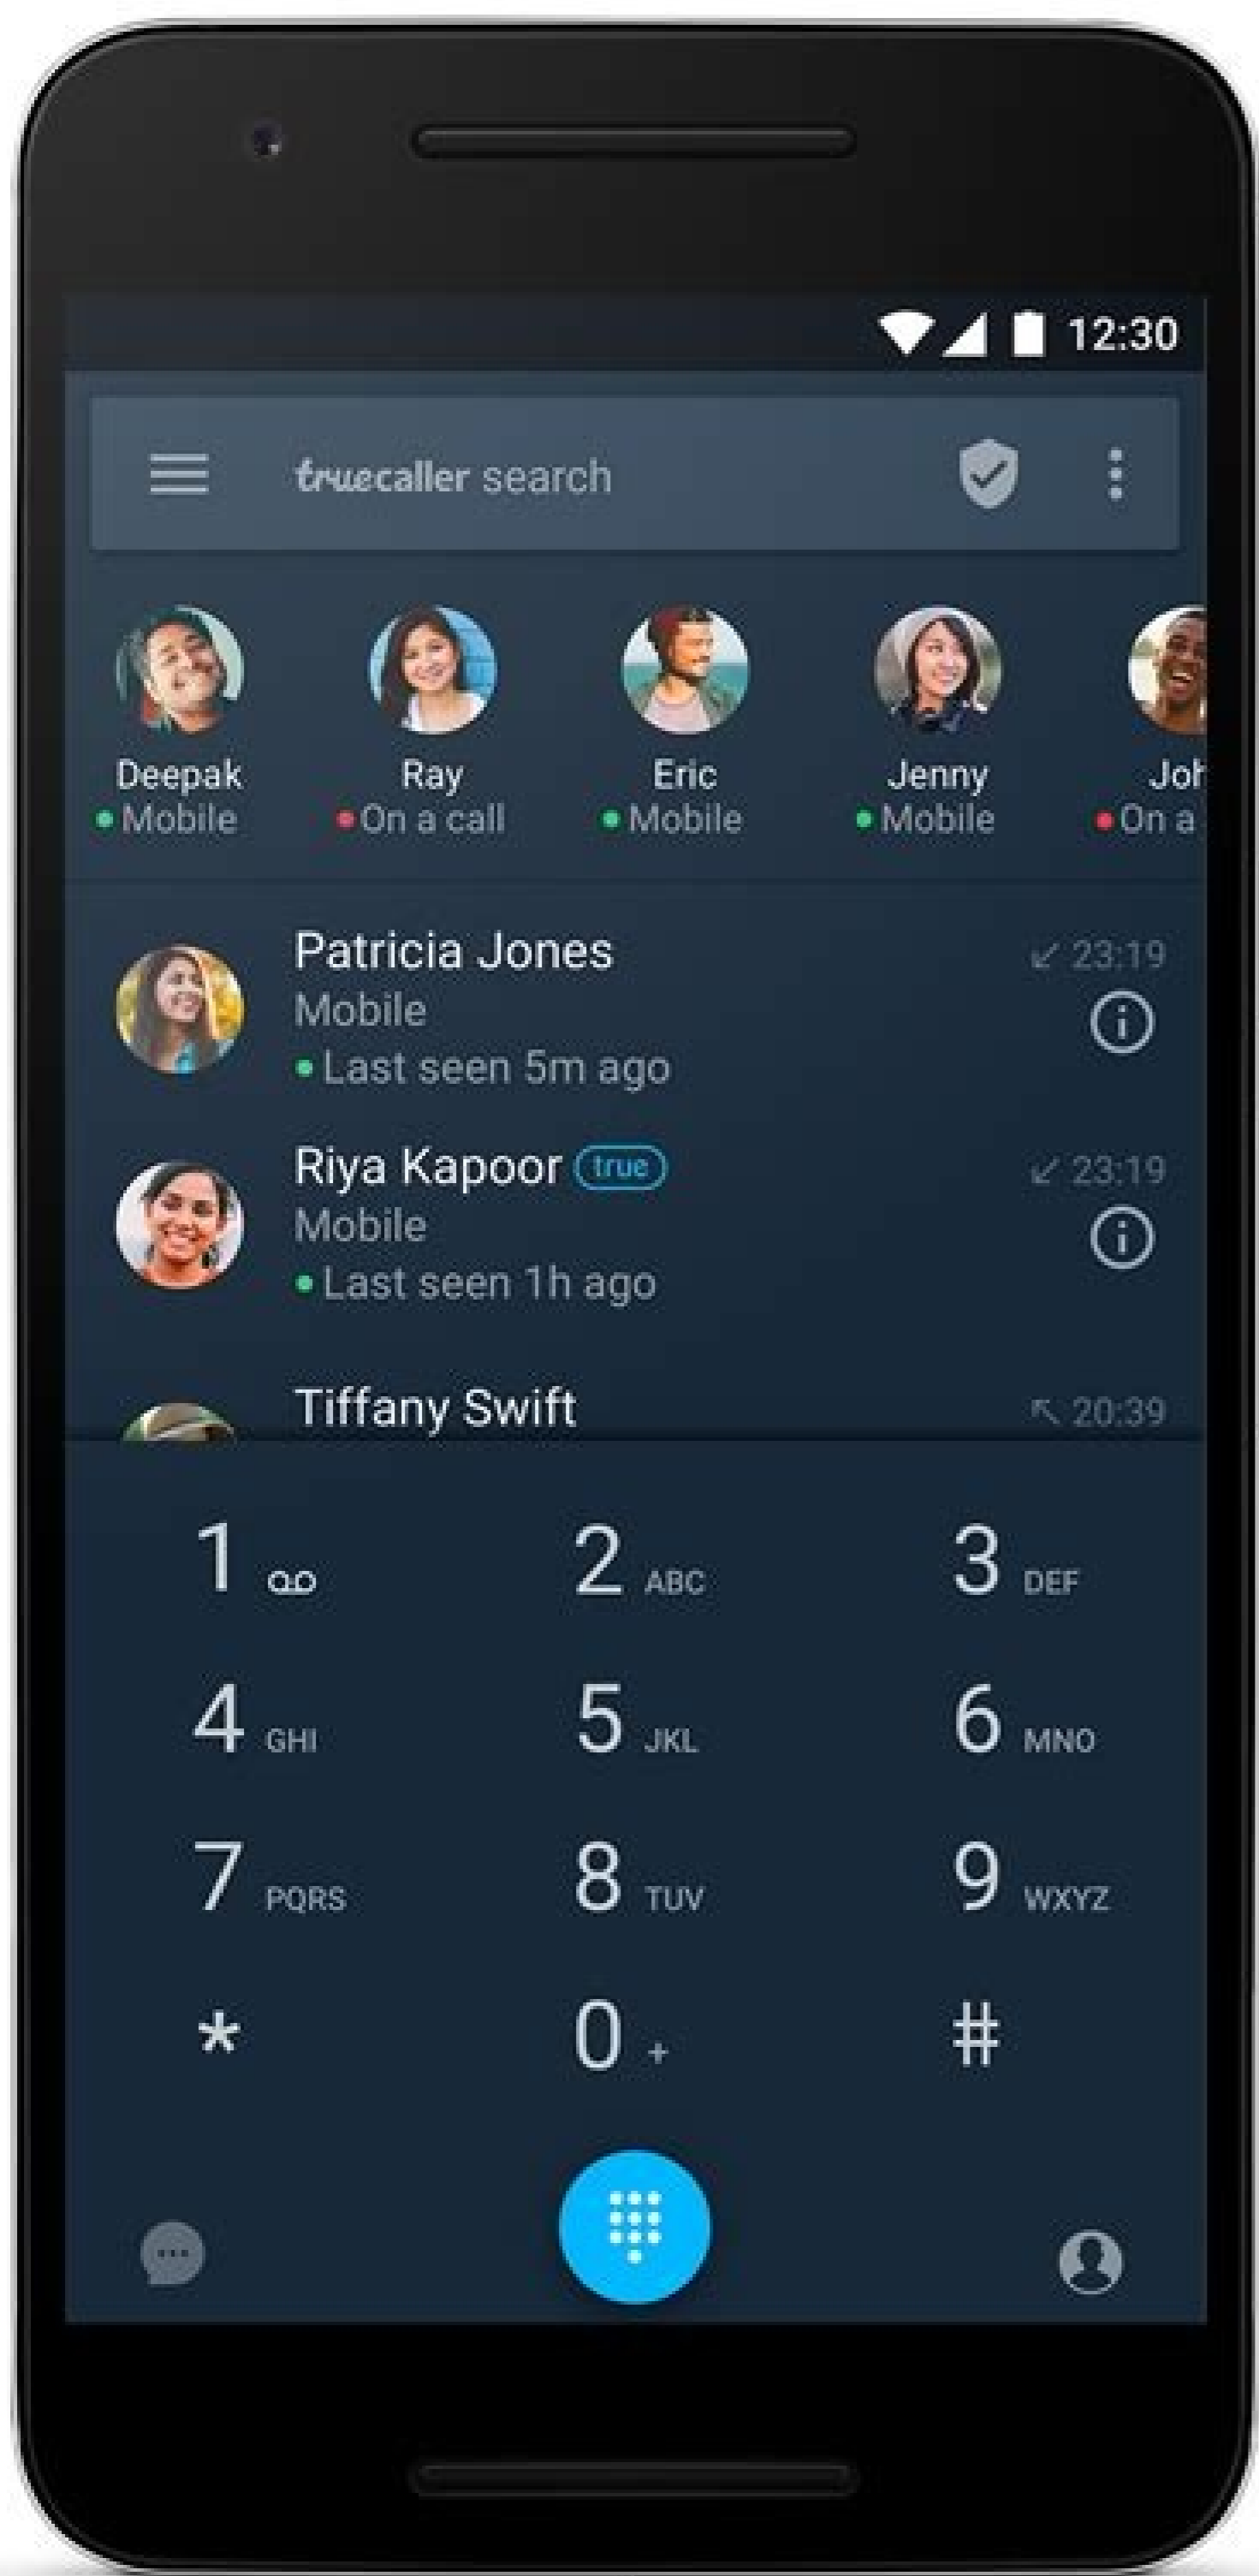 12:30
truecaller search
Deepak Ray Eric Jenny Joh
Mobile On a call Mobile Mobile On a
Patricia Jones 23:19
Mobile
Last seen 5m ago
Riya Kapoor true 23:19
Mobile
Last seen 1h ago
Tiffany Swift 20:39
1 2 ABC 3 DEF
4 GHI 5 JKL 6 MNO
7 PQRS 8 TUV 9 WXYZ
* 0 + #